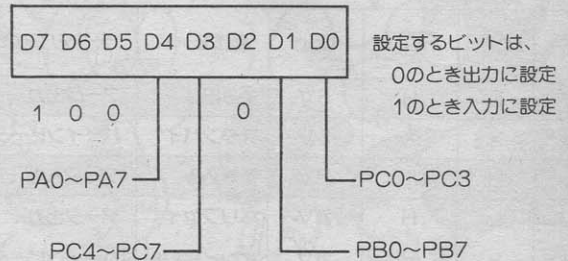 D7 D6 D5 D4 D3 D2 D1 D0
設定するビットは、
0のとき出力に設定
1のとき入力に設定
1 0 0 0
PA0〜PA7
PC0〜PC3
PC4〜PC7
PB0〜PB7